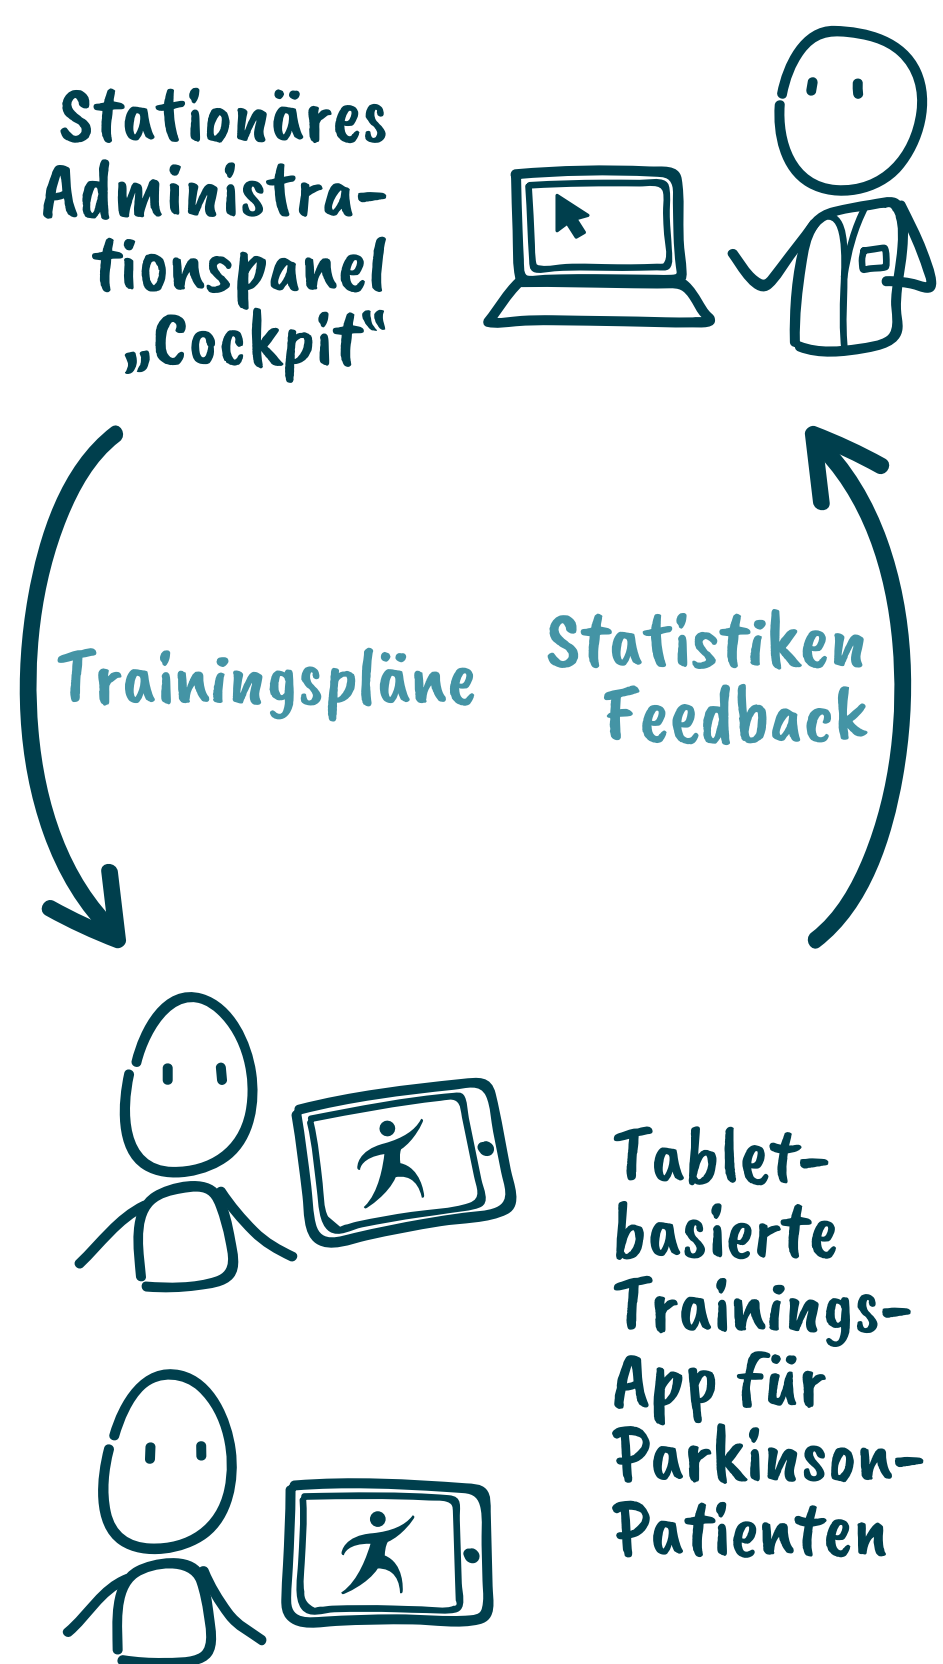 Stationäres
Administra-
tionspanel
„Cockpit“
Trainingspläne
Statistiken
Feedback
Tablet-
basierte
Trainings-
App für
Parkinson-
Patienten